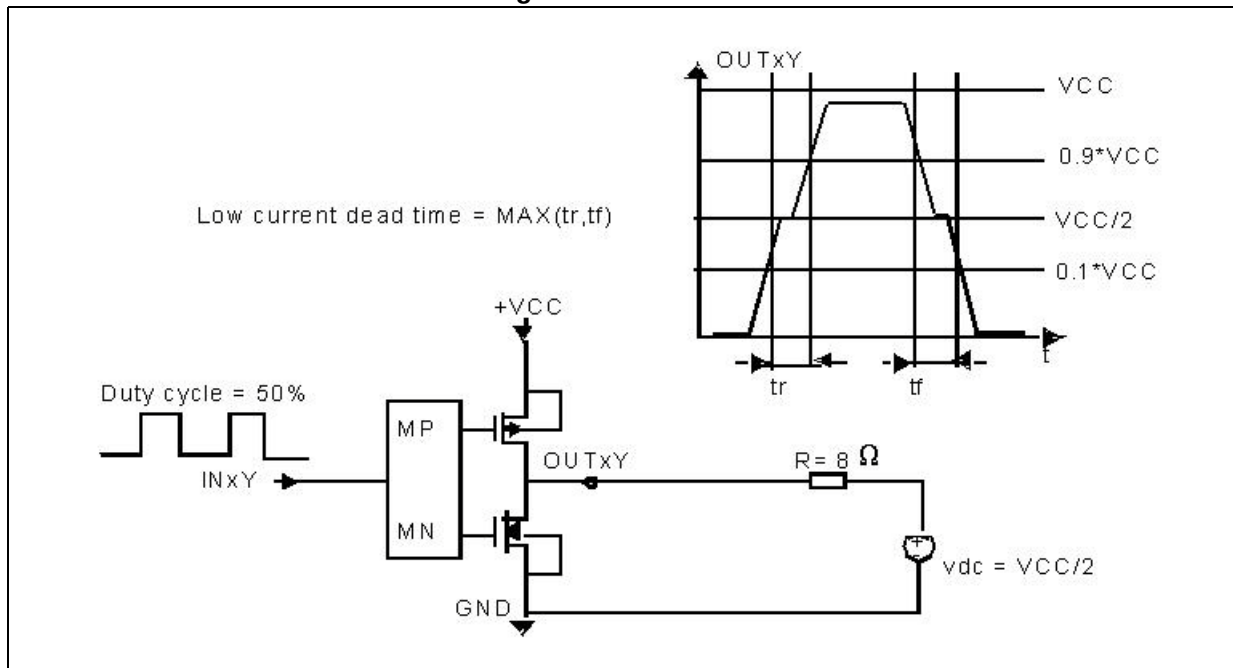 OUTxY
VCC
0.9*VCC
Low current dead time = MAX(tr,tf)
VCC/2
0.1*VCC
+VCC
t
tr
tf
Duty cycle = 50%
MP
OUTxY
R= 8 Ω
INxY
MN
+
-
vdc = VCC/2
GND